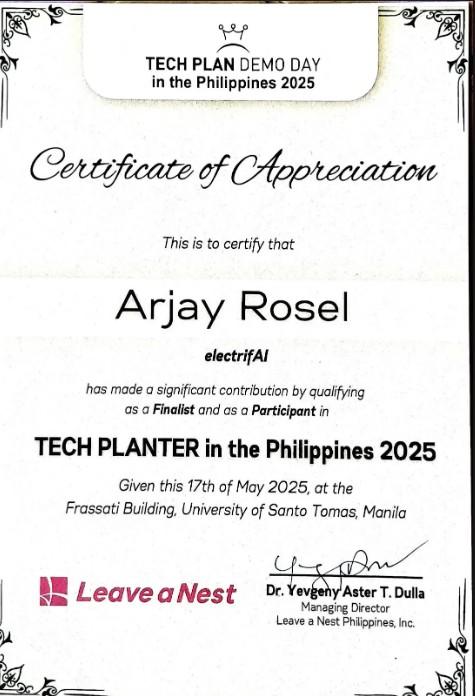 TECH PLAN DEMO DAY
in the Philippines 2025
Certificate of Appreciation
This is to certify that
Arjay Rosel
electrifAI
has made a significant contribution by qualifying
as a Finalist and as a Participant in
TECH PLANTER in the Philippines 2025
Given this 17th of May 2025, at the
Frassati Building, University of Santo Tomas, Manila
Leave a Nest
Dr. Yevgeny Aster T. Dulla
Managing Director
Leave a Nest Philippines, Inc.